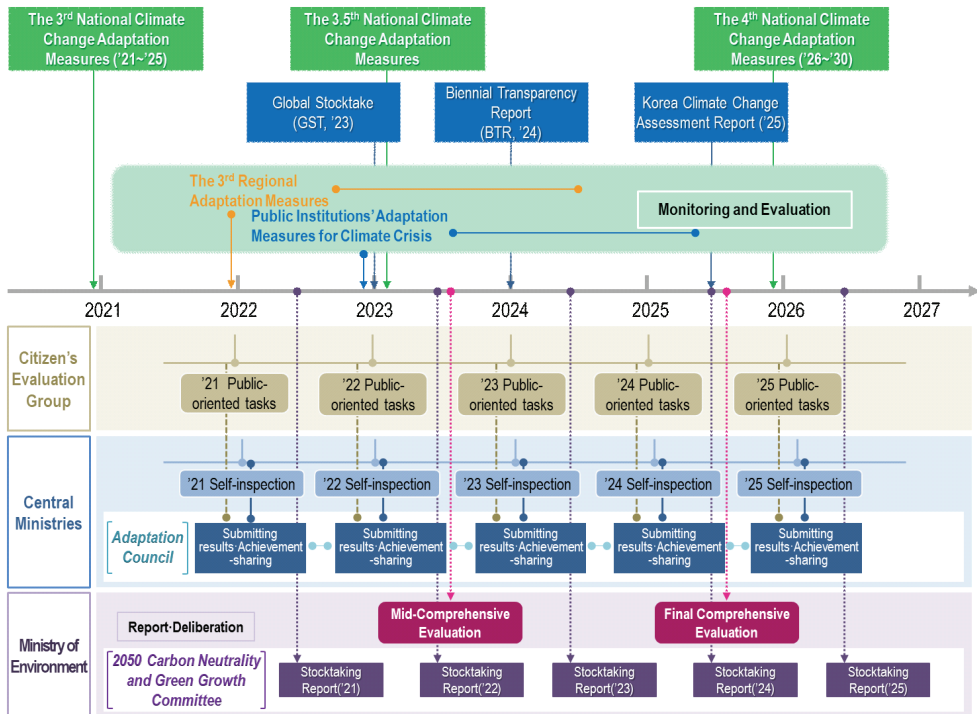 The 3rd National Climate
Change Adaptation
Measures ('21~'25)
The 3.5th National Climate
Change Adaptation
Measures
The 4th National Climate
Change Adaptation
Measures ('26~'30)
Global Stocktake
(GST, '23)
Biennial Transparency
Report
(BTR, '24)
Korea Climate Change
Assessment Report ('25)
The 3rd Regional
Adaptation Measures
Public Institutions' Adaptation
Measures for Climate Crisis
Monitoring and Evaluation
2021
2022
2023
2024
2025
2026
2027
Citizen's
Evaluation
Group
'21 Public-
oriented tasks
'22 Public-
oriented tasks
'23 Public-
oriented tasks
'24 Public-
oriented tasks
'25 Public-
oriented tasks
Central
Ministries
'21 Self-inspection
'22 Self-inspection
'23 Self-inspection
'24 Self-inspection
'25 Self-inspection
Adaptation
Council
Submitting
results·Achievement
-sharing
Submitting
results·Achievement
-sharing
Submitting
results·Achievement
-sharing
Submitting
results·Achievement
-sharing
Submitting
results·Achievement
-sharing
Ministry of
Environment
Report·Deliberation
Mid-Comprehensive
Evaluation
Final Comprehensive
Evaluation
2050 Carbon Neutrality
and Green Growth
Committee
Stocktaking
Report('21)
Stocktaking
Report('22)
Stocktaking
Report('23)
Stocktaking
Report('24)
Stocktaking
Report('25)